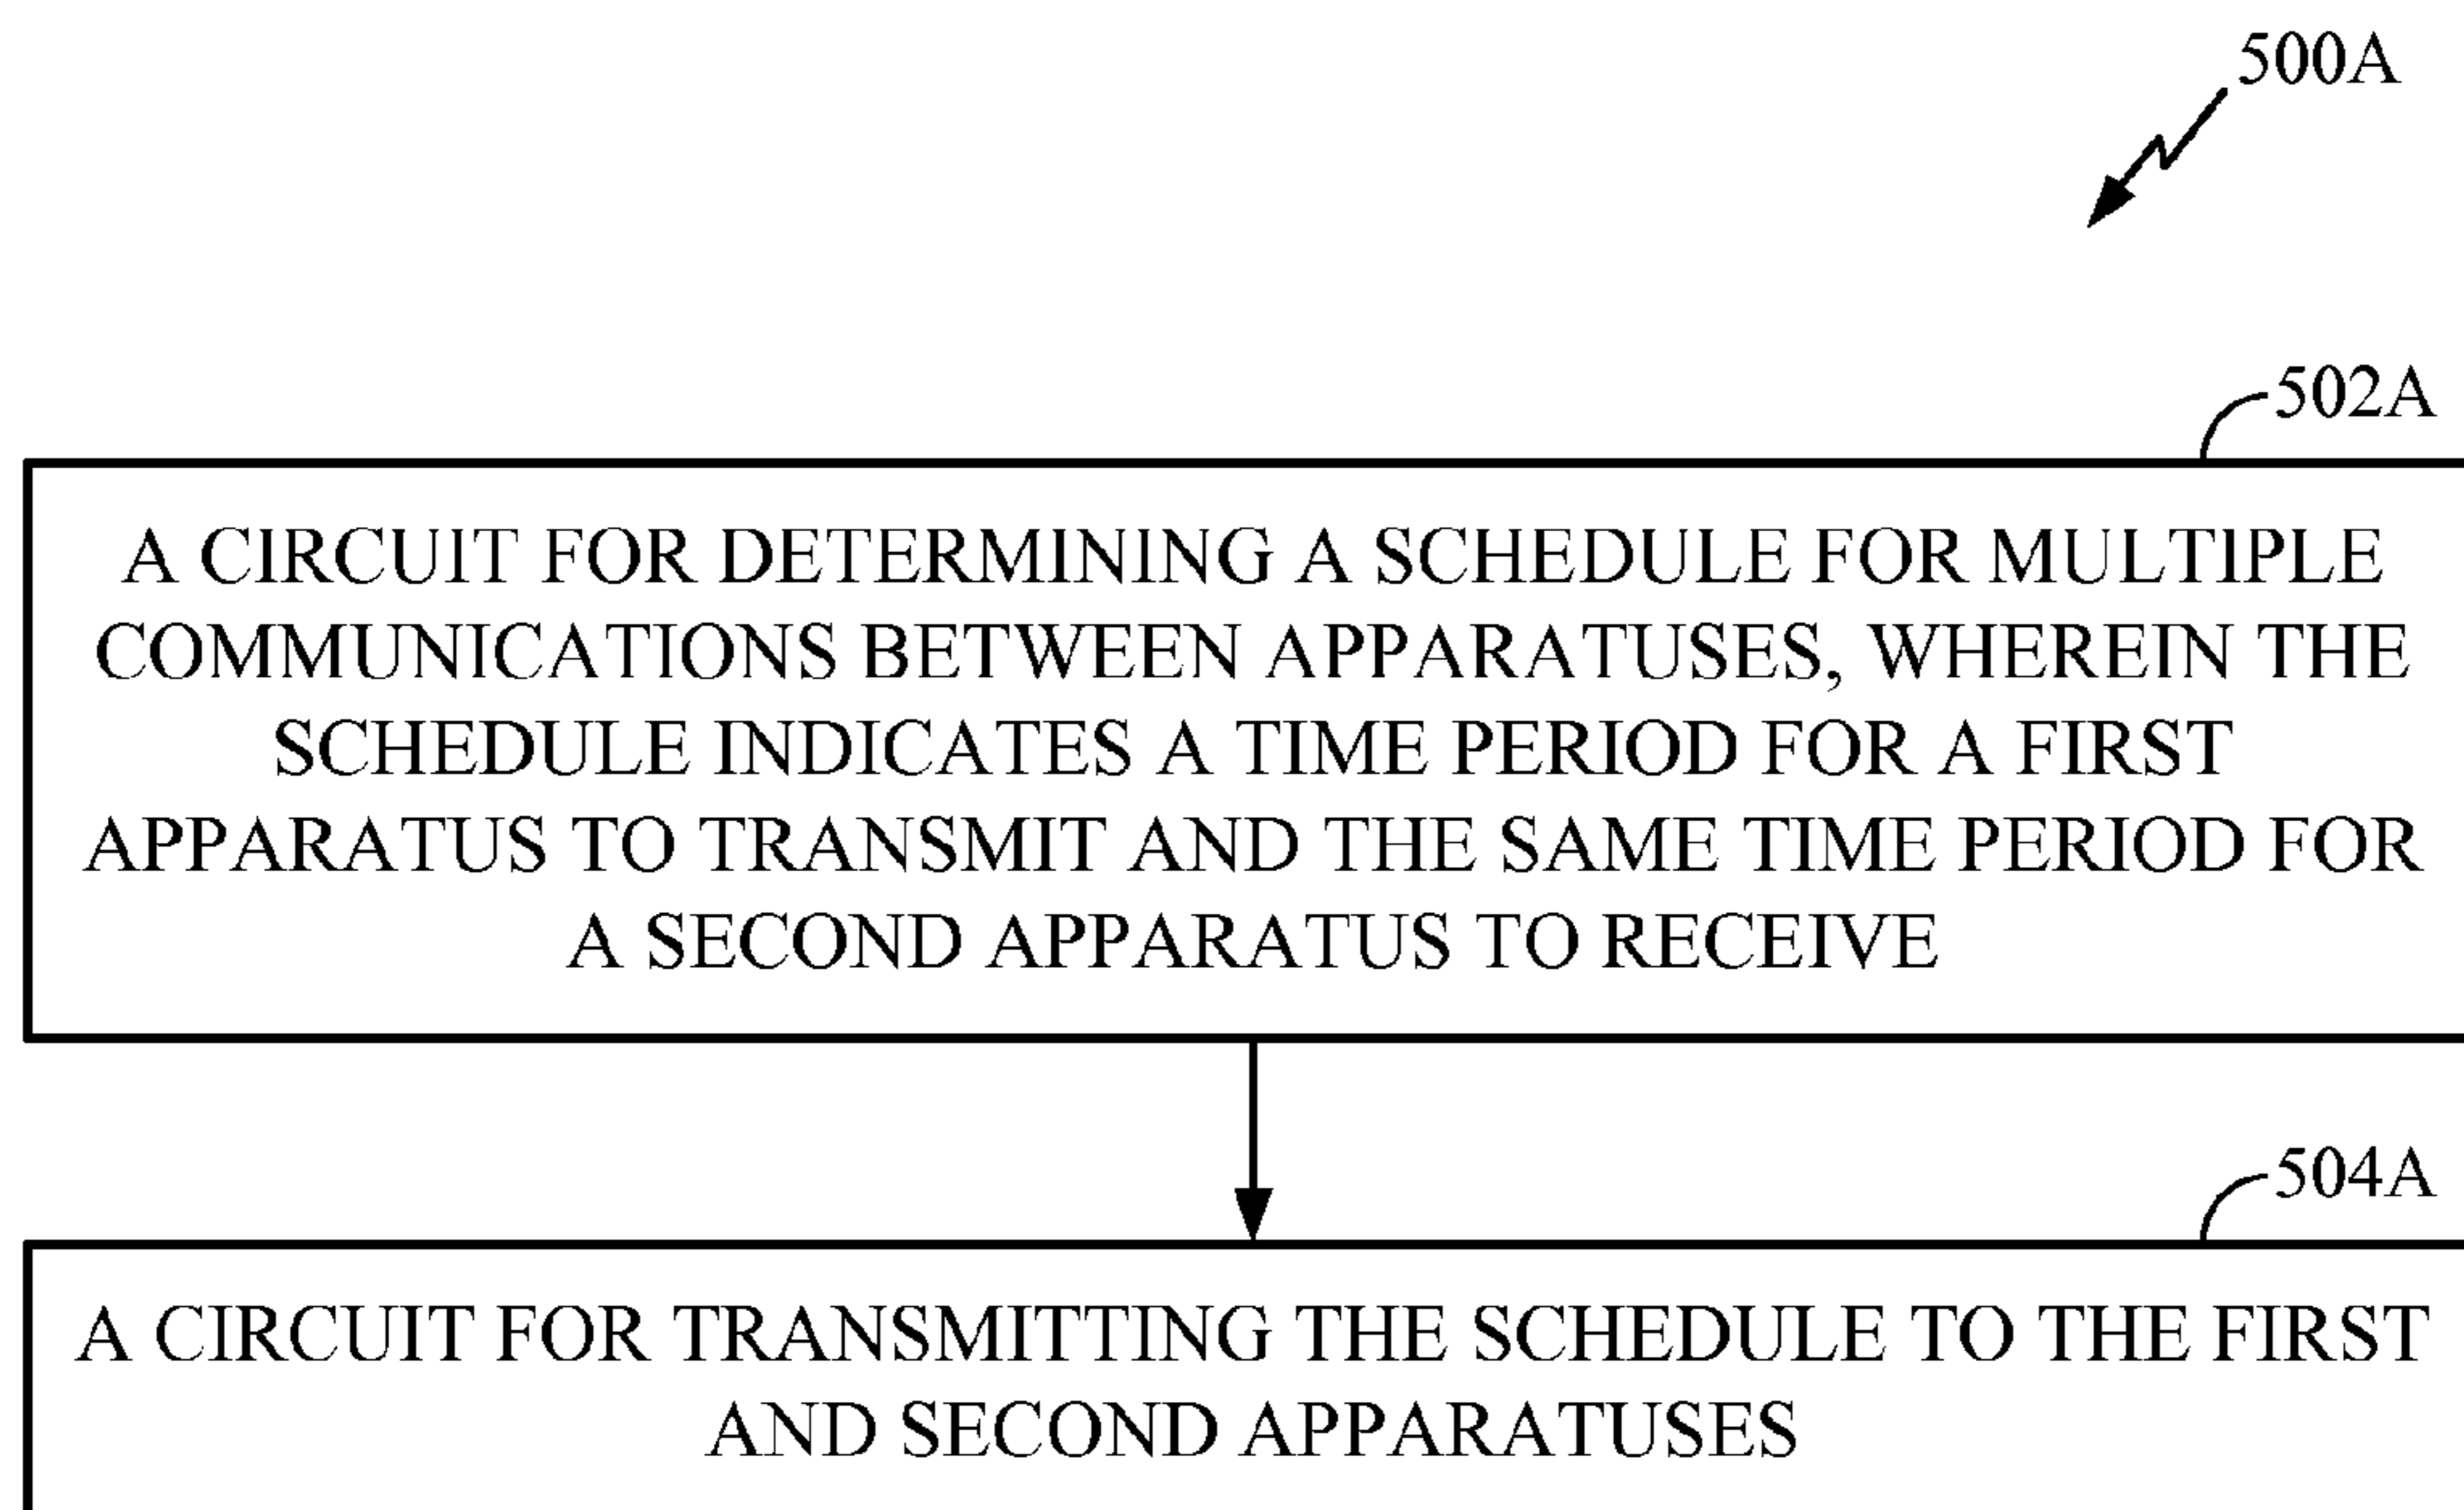 500A
502A
A CIRCUIT FOR DETERMINING A SCHEDULE FOR MULTIPLE
COMMUNICATIONS BETWEEN APPARATUSES, WHEREIN THE
SCHEDULE INDICATES A TIME PERIOD FOR A FIRST
APPARATUS TO TRANSMIT AND THE SAME TIME PERIOD FOR
A SECOND APPARATUS TO RECEIVE
504A
A CIRCUIT FOR TRANSMITTING THE SCHEDULE TO THE FIRST
AND SECOND APPARATUSES